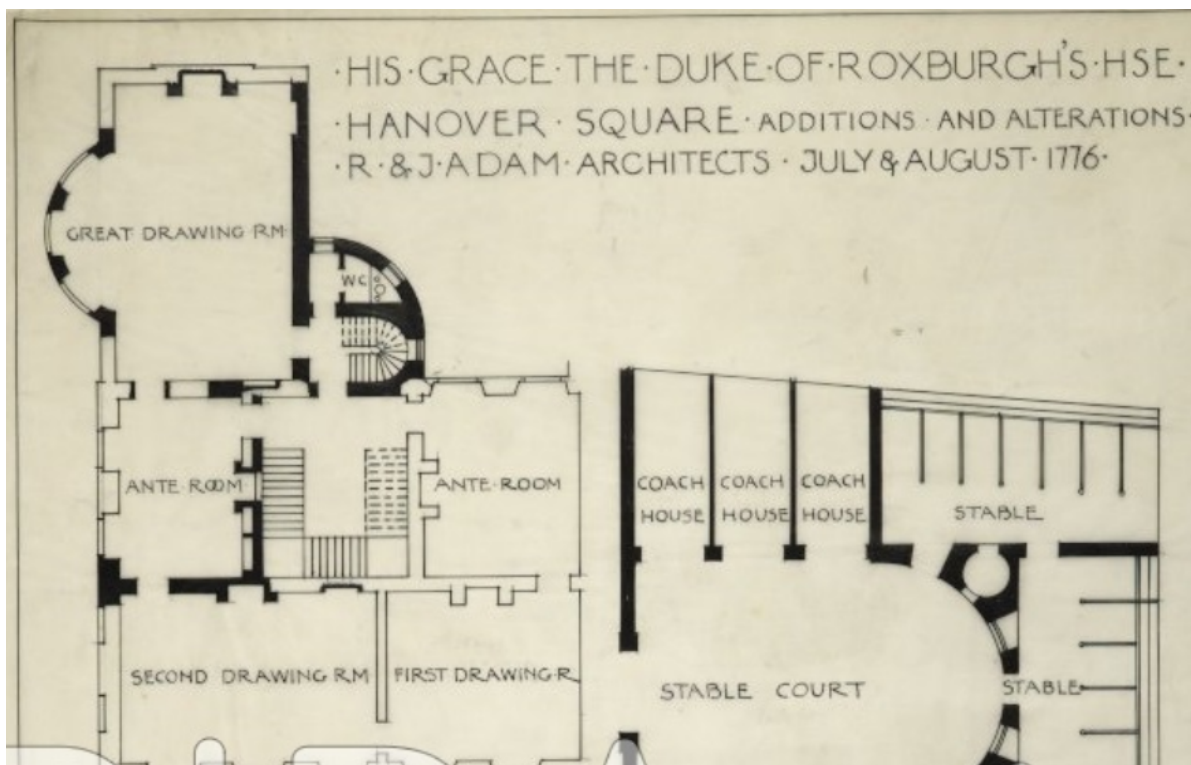 ·HIS·GRACE·THE·DUKE·OF·ROXBURGH'S·HSE·
·HANOVER·SQUARE·ADDITIONS·AND ALTERATIONS·
·R·&·J·ADAM·ARCHITECTS·JULY & AUGUST·1776·
GREAT DRAWING RM
WC
ANTE·ROOM
ANTE·ROOM
COACH HOUSE
COACH HOUSE
COACH HOUSE
STABLE
SECOND DRAWING RM
FIRST DRAWING·R
STABLE COURT
STABLE